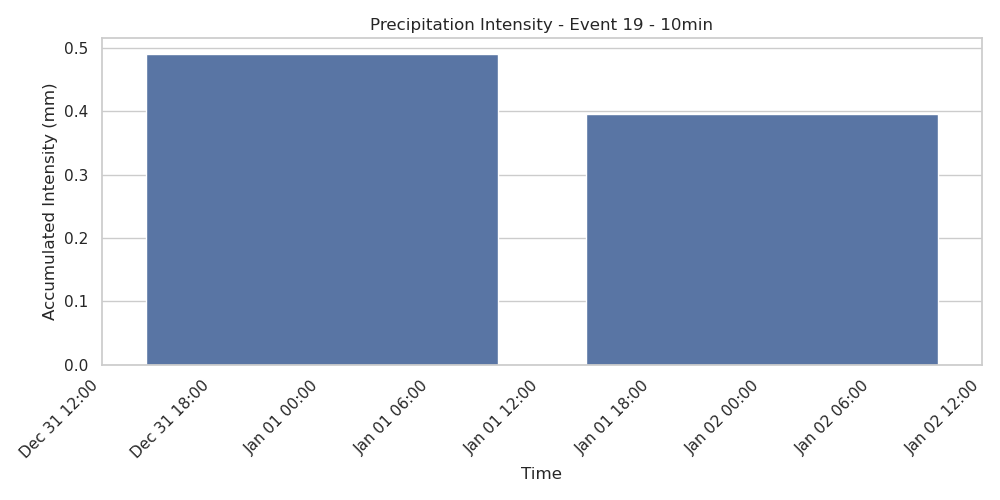 Precipitation Intensity - Event 19 - 10min
Accumulated Intensity (mm)
0.5
0.4
0.3
0.2
0.1
0.0
Dec 31 12:00
Dec 31 18:00
Jan 01 00:00
Jan 01 06:00
Jan 01 12:00
Jan 01 18:00
Jan 02 00:00
Jan 02 06:00
Jan 02 12:00
Time